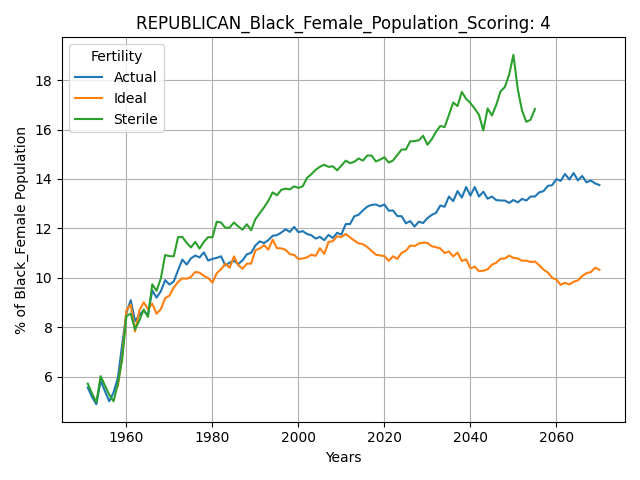 REPUBLICAN_Black_Female_Population_Scoring: 4
Fertility
Actual
Ideal
Sterile
% of Black_Female Population
18
16
14
12
10
8
6
1960 1980 2000 2020 2040 2060
Years